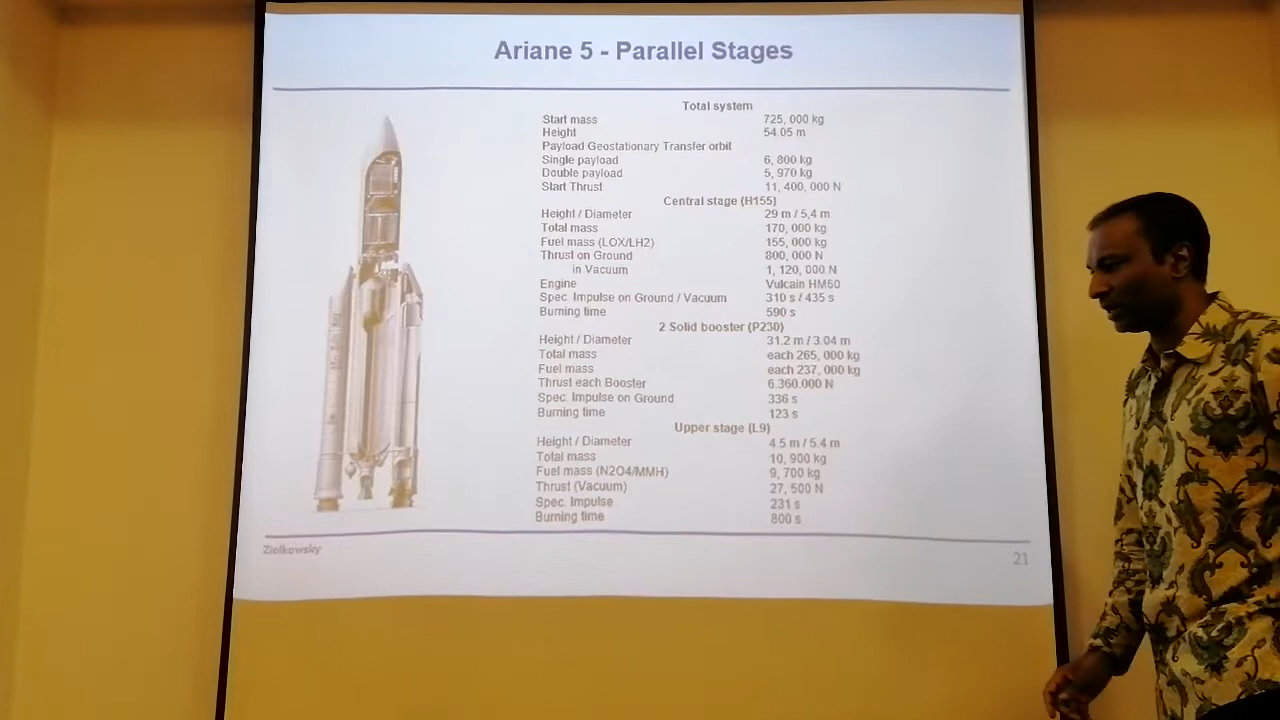 Ariane 5 - Parallel Stages
Total system
Start mass 725, 000 kg
Height 54.05 m
Payload Geostationary Transfer orbit
Single payload 6, 800 kg
Double payload 5, 970 kg
Start Thrust 11, 400, 000 N
Central stage (H155)
Height / Diameter 29 m / 5,4 m
Total mass 170, 000 kg
Fuel mass (LOX/LH2) 155, 000 kg
Thrust on Ground 800, 000 N
in Vacuum 1, 120, 000 N
Engine Vulcain HM60
Spec. Impulse on Ground / Vacuum 310 s / 435 s
Burning time 590 s
2 Solid booster (P230)
Height / Diameter 31.2 m / 3.04 m
Total mass each 265, 000 kg
Fuel mass each 237, 000 kg
Thrust each Booster 6.360.000 N
Spec. Impulse on Ground 336 s
Burning time 123 s
Upper stage (L9)
Height / Diameter 4.5 m / 5.4 m
Total mass 10, 900 kg
Fuel mass (N2O4/MMH) 9, 700 kg
Thrust (Vacuum) 27, 500 N
Spec. Impulse 231 s
Burning time 800 s
Ziolkowsky
21